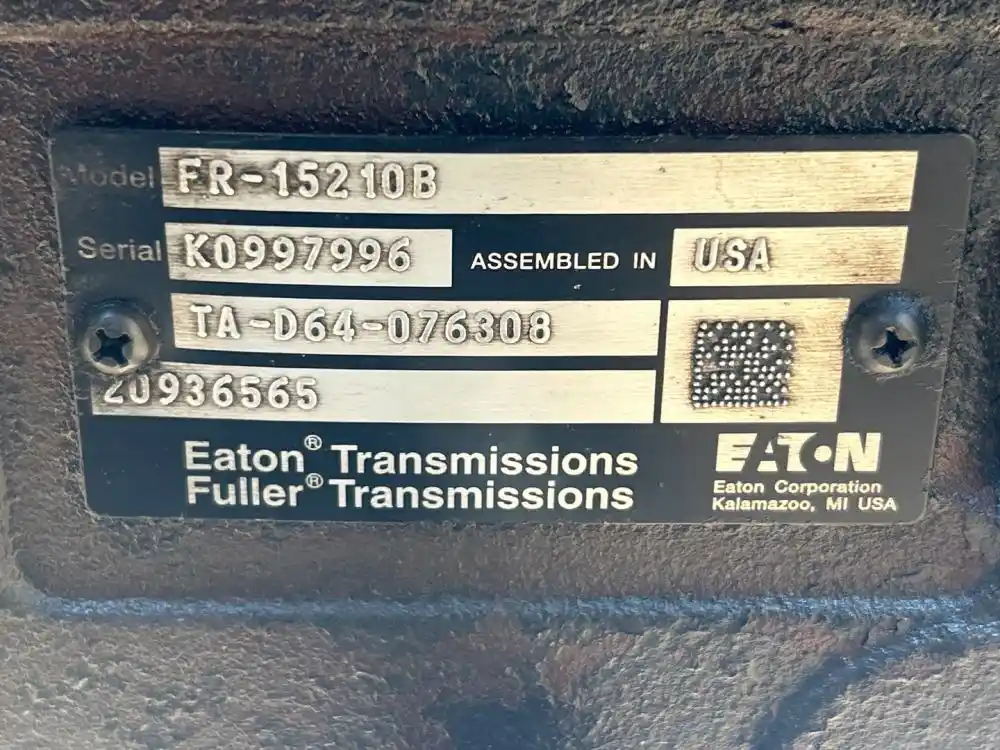 Model FR-15210B
Serial K0997996 ASSEMBLED IN USA
TA-D64-076308
20936565
Eaton® Transmissions
Fuller® Transmissions
EATON
Eaton Corporation
Kalamazoo, MI USA